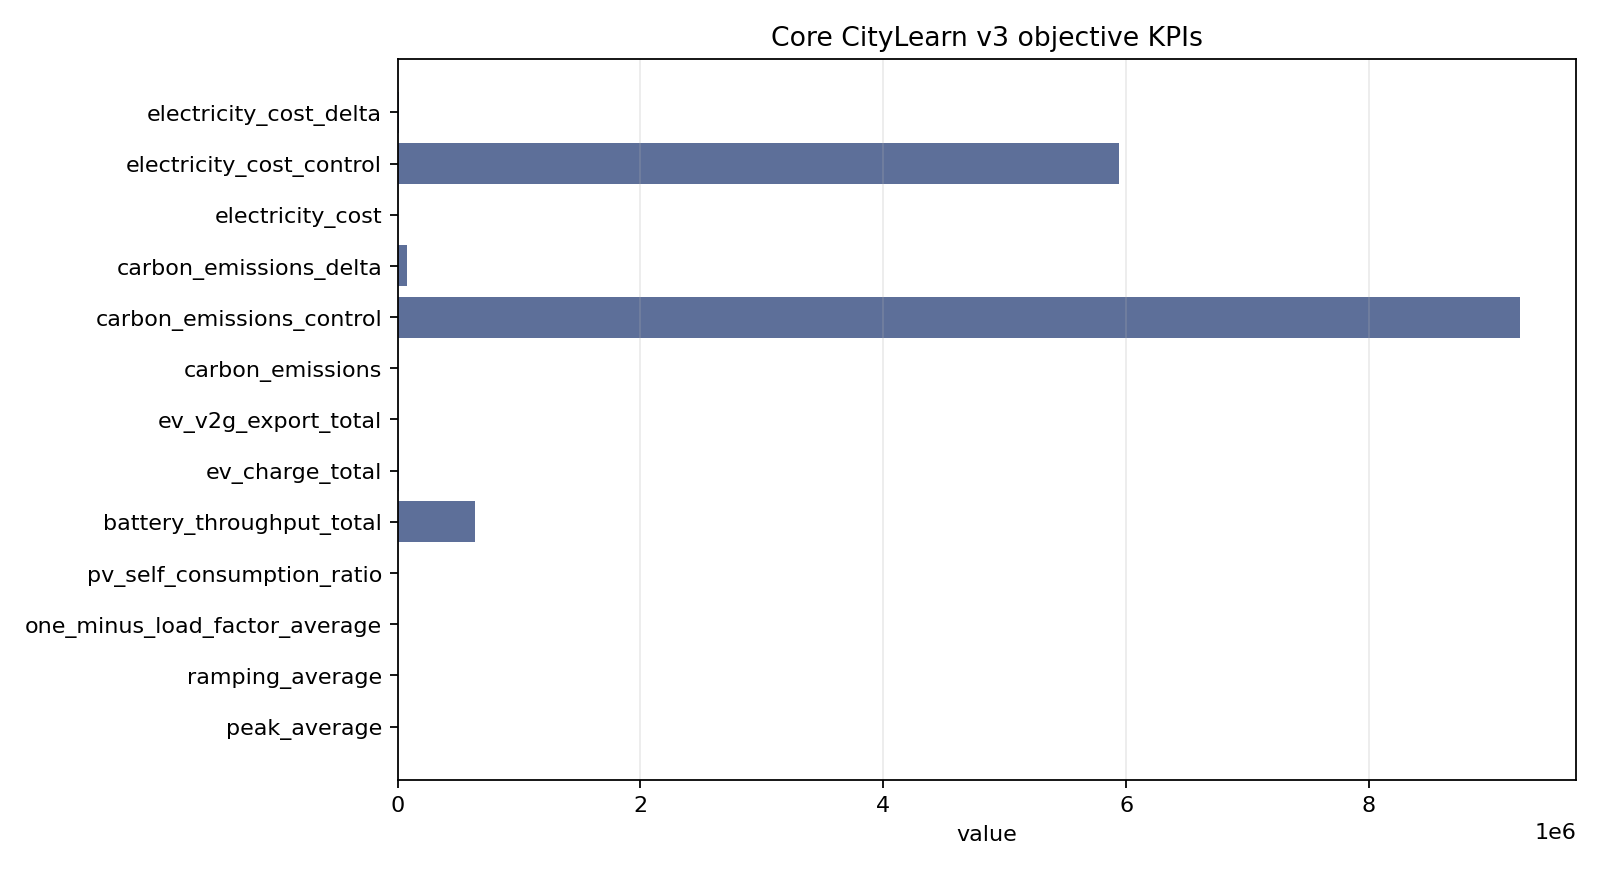 Core CityLearn v3 objective KPIs
electricity_cost_delta
electricity_cost_control
electricity_cost
carbon_emissions_delta
carbon_emissions_control
carbon_emissions
ev_v2g_export_total
ev_charge_total
battery_throughput_total
pv_self_consumption_ratio
one_minus_load_factor_average
ramping_average
peak_average
0 2 4 6 8
value
1e6